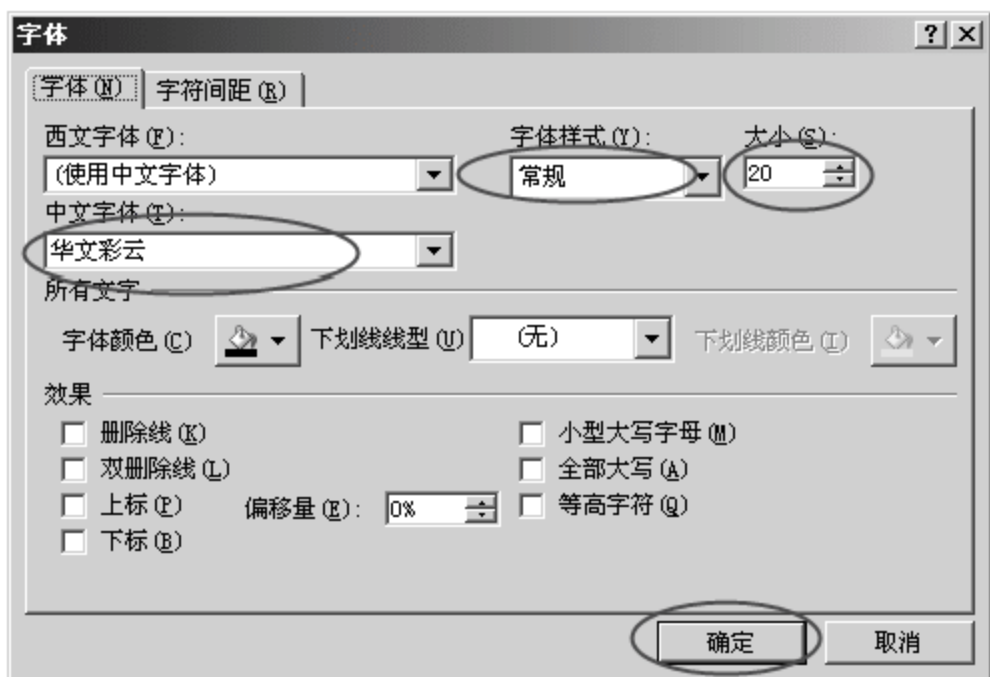 字体
字体(N) 字符间距(R)
西文字体(F): 字体样式(Y): 大小(S):
(使用中文字体) 常规 20
中文字体(T):
华文彩云
所有文字
字体颜色(C) 下划线线型(U) (无) 下划线颜色(I)
效果
删除线(K) 小型大写字母(M)
双删除线(L) 全部大写(A)
上标(P) 偏移量(E): 0% 等高字符(Q)
下标(B)
确定 取消